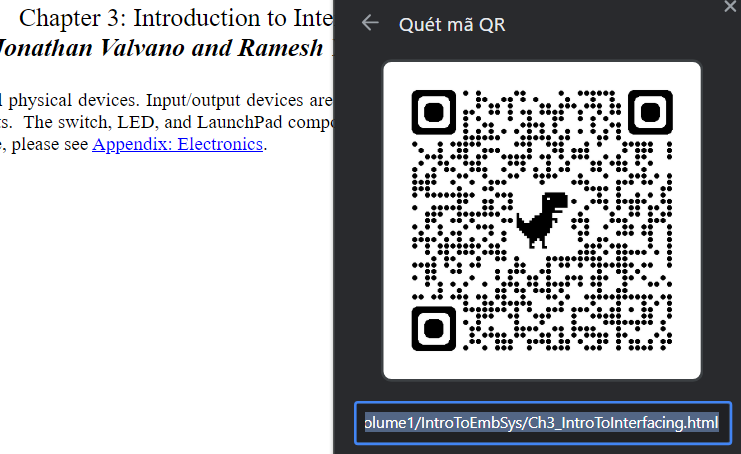 Chapter 3: Introduction to Inte
Jonathan Valvano and Ramesh
l physical devices. Input/output devices are
ts. The switch, LED, and LaunchPad compo
e, please see Appendix: Electronics.
Quét mã QR
olume1/IntroToEmbSys/Ch3_IntroToInterfacing.html